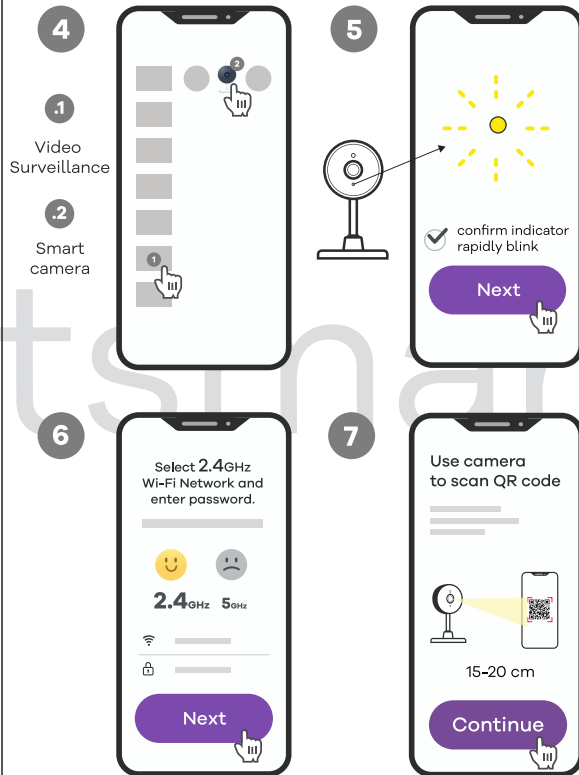 4
.1
Video
Surveillance
.2
Smart
camera
2
1
5
confirm indicator
rapidly blink
Next
6
Select 2.4GHz
Wi-Fi Network and
enter password.
2.4GHz 5GHz
Next
7
Use camera
to scan QR code
15-20 cm
Continue
tsmar